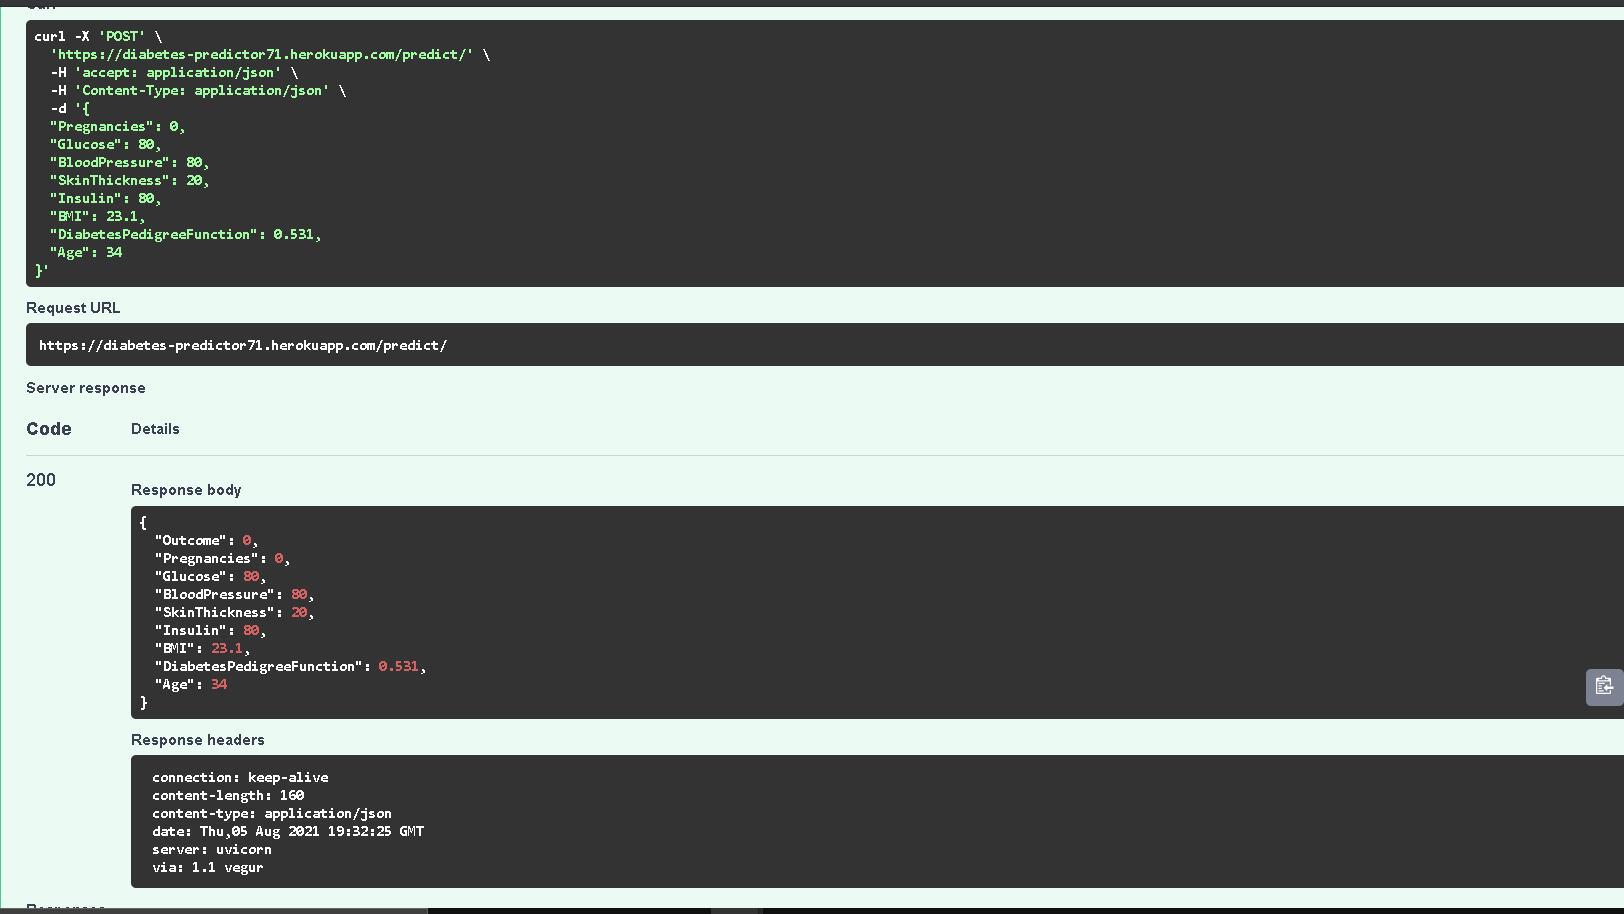 curl -X 'POST' \
'https://diabetes-predictor71.herokuapp.com/predict/' \
-H 'accept: application/json' \
-H 'Content-Type: application/json' \
-d '{
"Pregnancies": 0,
"Glucose": 80,
"BloodPressure": 80,
"SkinThickness": 20,
"Insulin": 80,
"BMI": 23.1,
"DiabetesPedigreeFunction": 0.531,
"Age": 34
}'
Request URL
https://diabetes-predictor71.herokuapp.com/predict/
Server response
Code Details
200
Response body
{
"Outcome": 0,
"Pregnancies": 0,
"Glucose": 80,
"BloodPressure": 80,
"SkinThickness": 20,
"Insulin": 80,
"BMI": 23.1,
"DiabetesPedigreeFunction": 0.531,
"Age": 34
}
Response headers
connection: keep-alive
content-length: 160
content-type: application/json
date: Thu,05 Aug 2021 19:32:25 GMT
server: uvicorn
via: 1.1 vegur